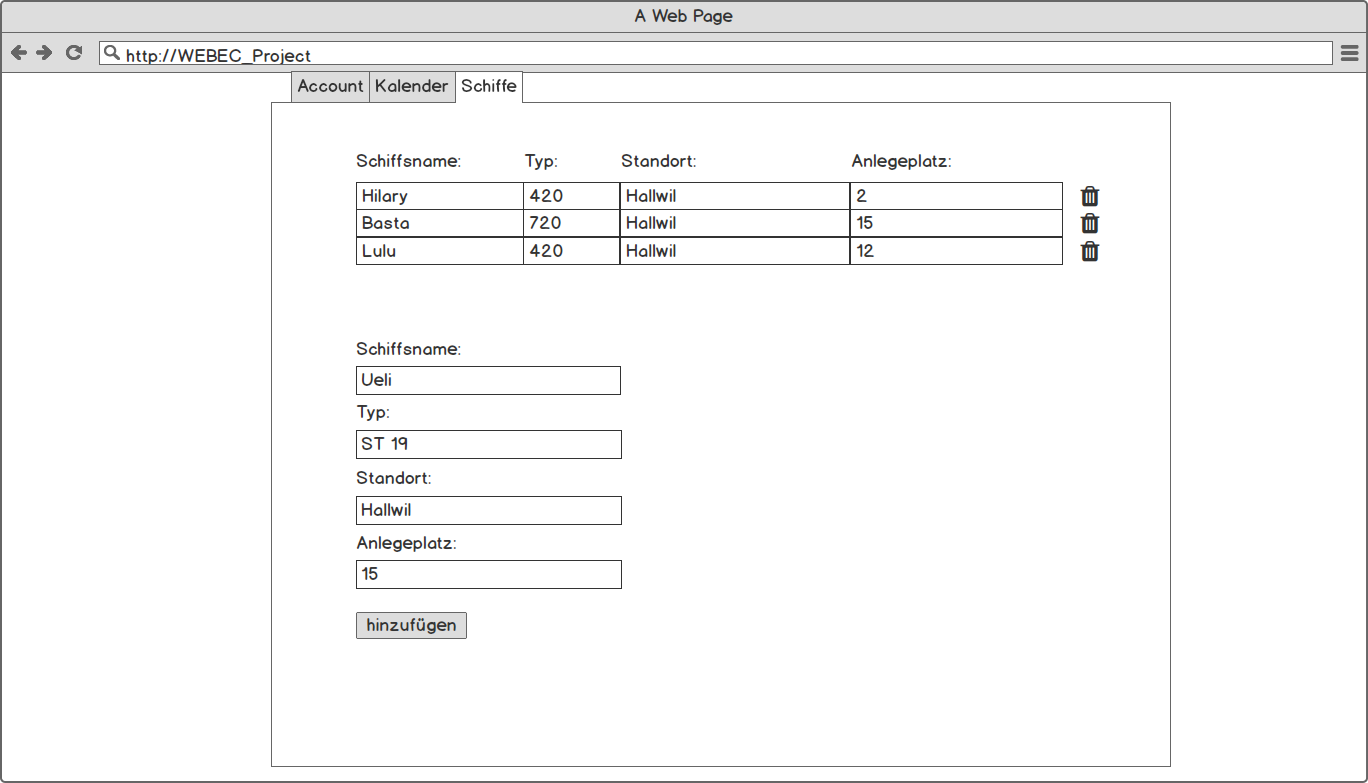 A Web Page
http://WEBEC_Project
Account Kalender Schiffe
Schiffsname: Typ: Standort: Anlegeplatz:
Hilary 420 Hallwil 2
Basta 720 Hallwil 15
Lulu 420 Hallwil 12
Schiffsname:
Ueli
Typ:
ST 19
Standort:
Hallwil
Anlegeplatz:
15
hinzufügen